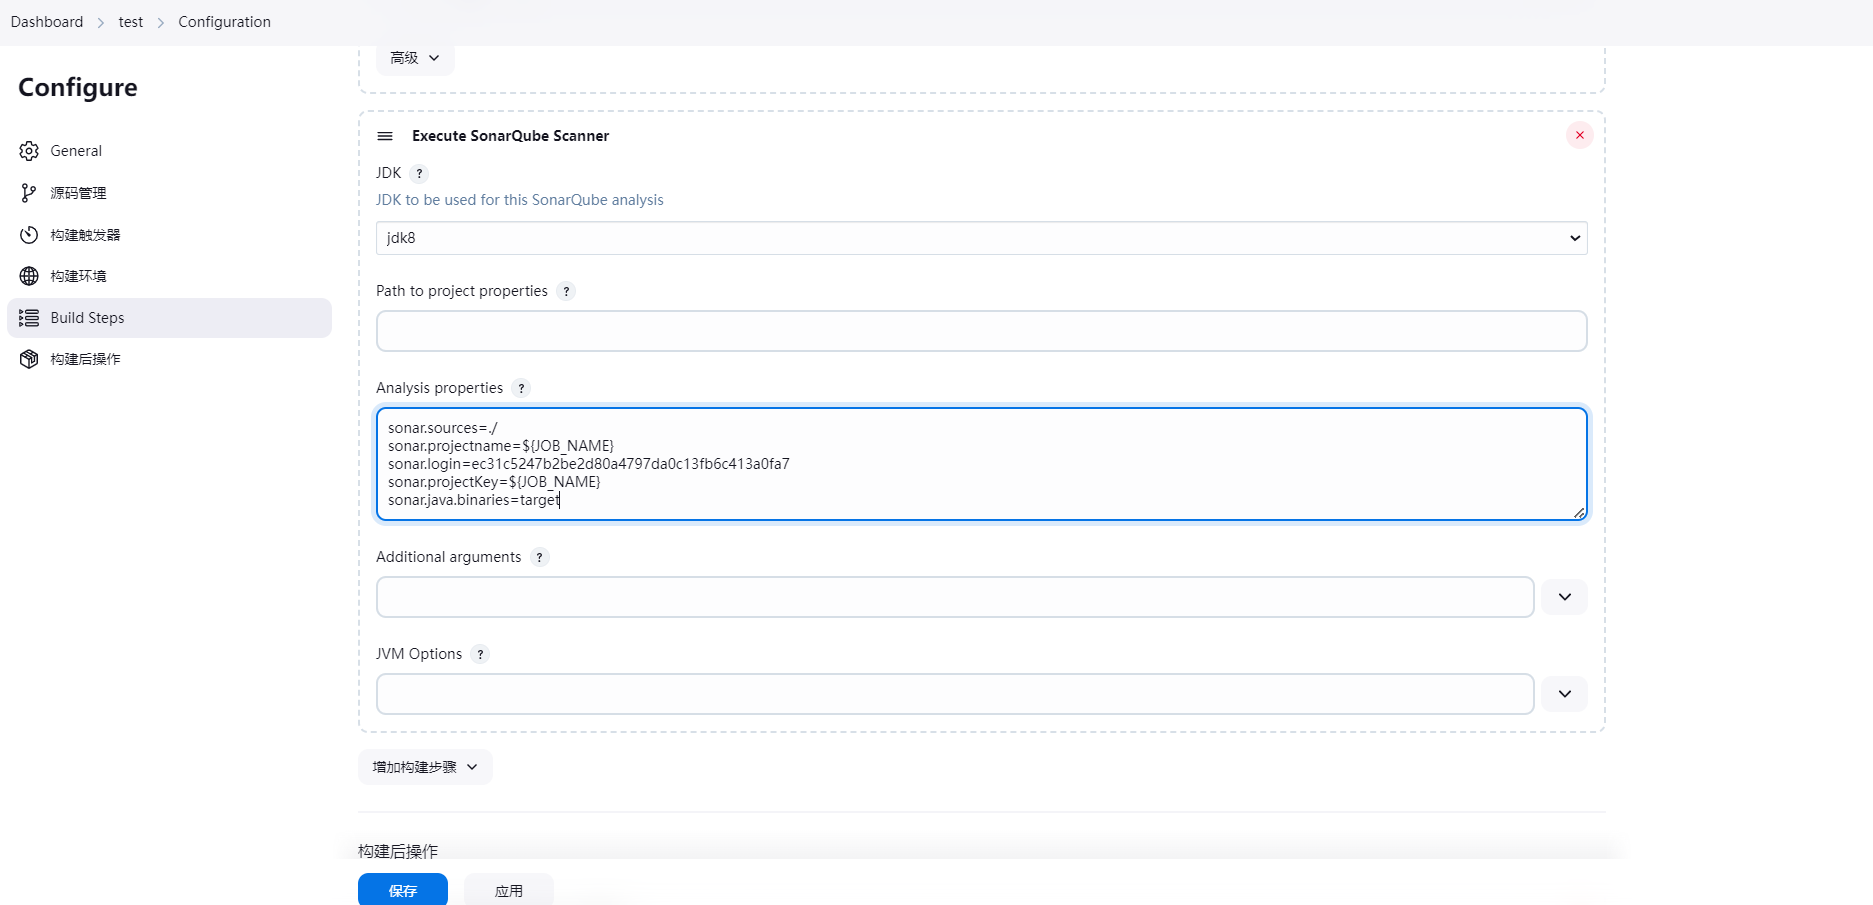 Dashboard > test > Configuration
Configure
General
源码管理
构建触发器
构建环境
Build Steps
构建后操作
高级
Execute SonarQube Scanner
JDK ?
JDK to be used for this SonarQube analysis
jdk8
Path to project properties ?
Analysis properties ?
sonar.sources=./
sonar.projectname=${JOB_NAME}
sonar.login=ec31c5247b2be2d80a4797da0c13fb6c413a0fa7
sonar.projectKey=${JOB_NAME}
sonar.java.binaries=target
Additional arguments ?
JVM Options ?
增加构建步骤
构建后操作
保存 应用